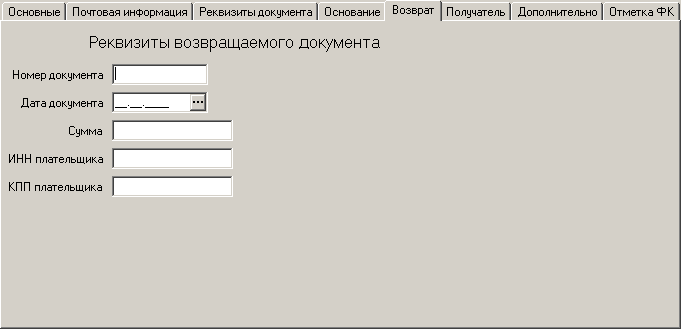 Основные Почтовая информация Реквизиты документа Основание Возврат Получатель Дополнительно Отметка ФК
Реквизиты возвращаемого документа
Номер документа
Дата документа __.__.____ ...
Сумма
ИНН плательщика
КПП плательщика